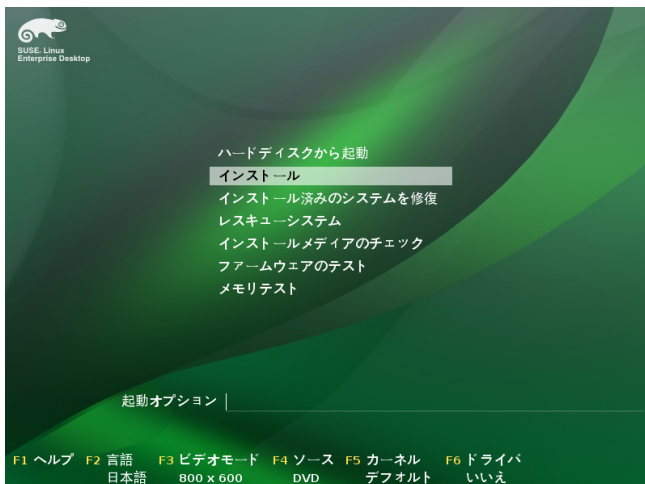 SUSE. Linux
Enterprise Desktop
ハードディスクから起動
インストール
インストール済みのシステムを修復
レスキューシステム
インストールメディアのチェック
ファームウェアのテスト
メモリテスト
起動オプション
F1 ヘルプ F2 言語 F3 ビデオモード F4 ソース F5 カーネル F6 ドライバ
日本語 800 x 600 DVD デフォルト いいえ